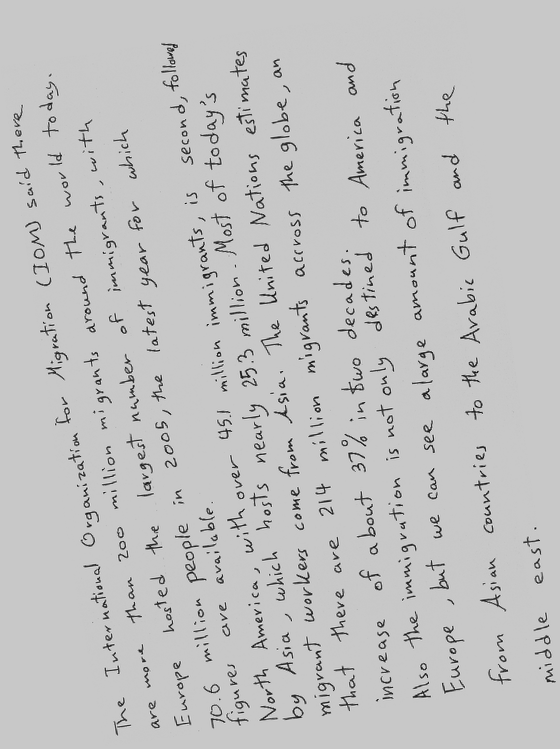 The International Organization for Migration (IOM) said there
are more than 200 million migrants around the world today.
Europe hosted the largest number of immigrants, with
70.6 million people in 2005, the latest year for which
figures are available.
North America, with over 45.1 million immigrants, is second, followed
by Asia, which hosts nearly 25.3 million. Most of today's
migrant workers come from Asia. The United Nations estimates
that there are 214 million migrants accross the globe, an
increase of about 37% in two decades.
Also the immigration is not only destined to America and
Europe, but we can see alarge amount of immigration
from Asian countries to the Arabic Gulf and the
middle east.